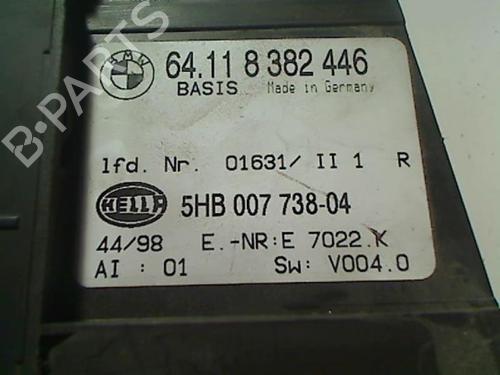 BMW
64.11 8 382 446
BASIS Made in Germany
lfd. Nr. 01631/ II 1 R
HELLA 5HB 007 738-04
44/98 E.-NR:E 7022.K
AI : 01 Sw: V004.0
B-PARTS